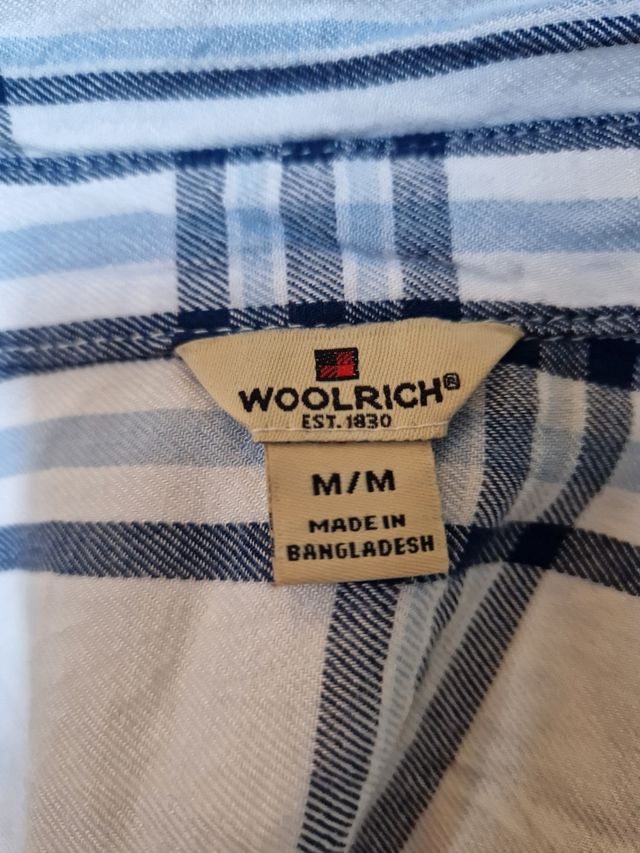 WOOLRICH®
EST. 1830
M/M
MADE IN
BANGLADESH